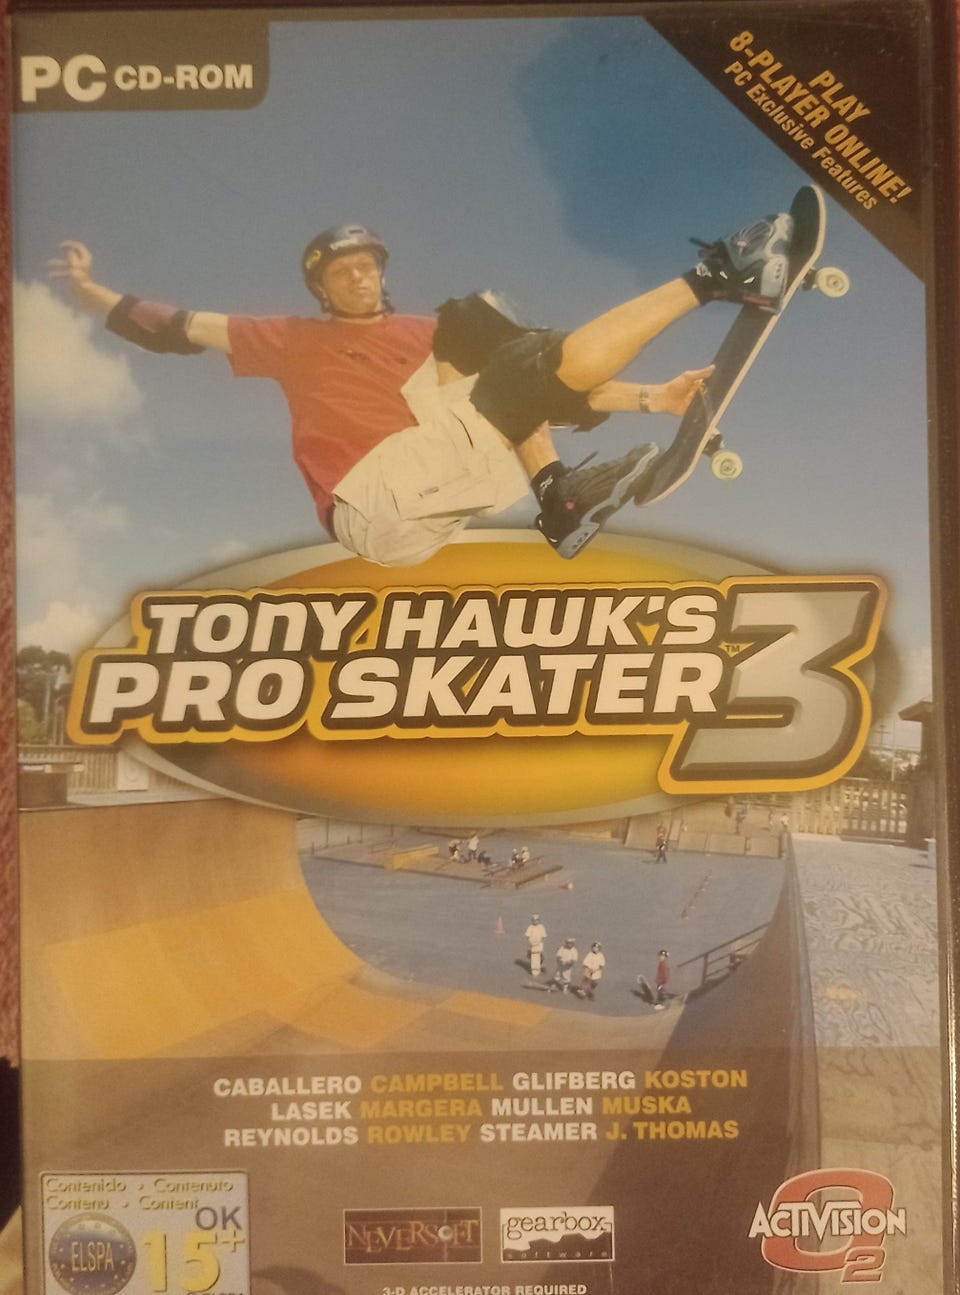 PC CD-ROM
PLAY
8-PLAYER ONLINE!
PC Exclusive Features
TONY HAWK'S
PRO SKATER™ 3
CABALLERO CAMPBELL GLIFBERG KOSTON
LASEK MARGERA MULLEN MUSKA
REYNOLDS ROWLEY STEAMER J. THOMAS
Contenido • Contenuto
Contenu • Content
OK
ELSPA
15+
NEVERSOFT
gearbox
software
ACTIVISION
O2
3-D ACCELERATOR REQUIRED